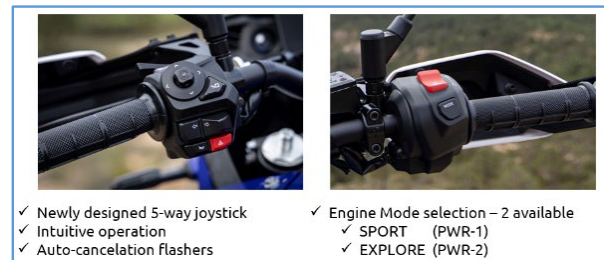 ✓ Newly designed 5-way joystick
✓ Intuitive operation
✓ Auto-cancelation flashers
✓ Engine Mode selection – 2 available
✓ SPORT (PWR-1)
✓ EXPLORE (PWR-2)